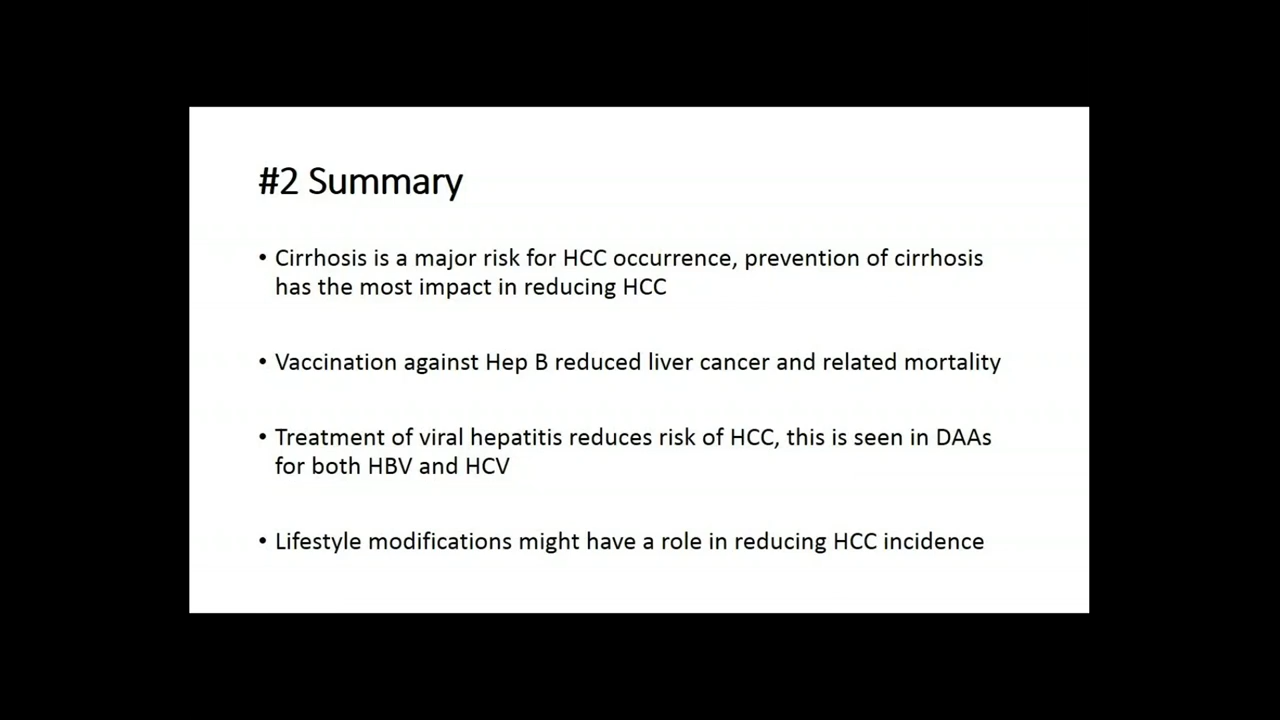 #2 Summary
• Cirrhosis is a major risk for HCC occurrence, prevention of cirrhosis
has the most impact in reducing HCC
• Vaccination against Hep B reduced liver cancer and related mortality
• Treatment of viral hepatitis reduces risk of HCC, this is seen in DAAs
for both HBV and HCV
• Lifestyle modifications might have a role in reducing HCC incidence